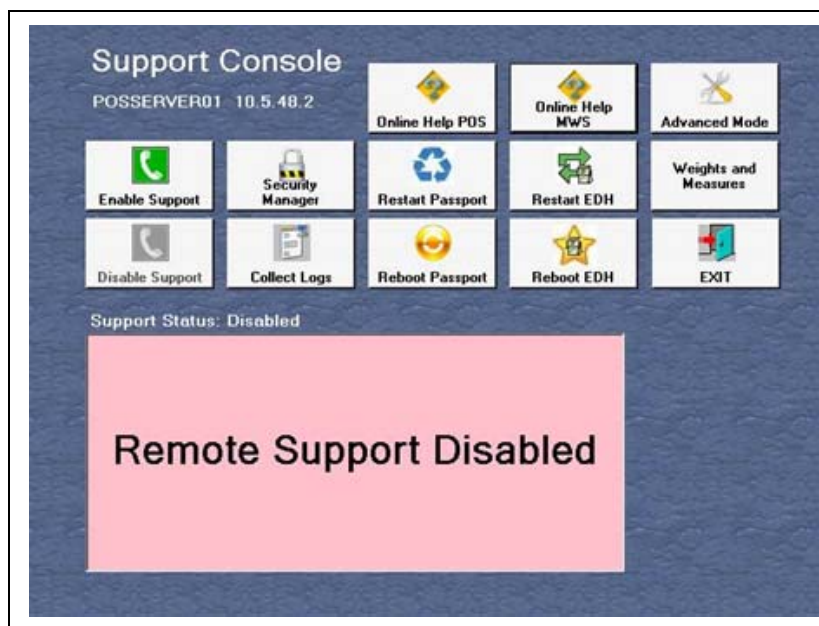 Support Console
POSSERVER01 10.5.48.2
Online Help POS
Online Help
MWS
Advanced Mode
Enable Support
Security
Manager
Restart Passport
Restart EDH
Weights and
Measures
Disable Support
Collect Logs
Reboot Passport
Reboot EDH
EXIT
Support Status: Disabled
Remote Support Disabled